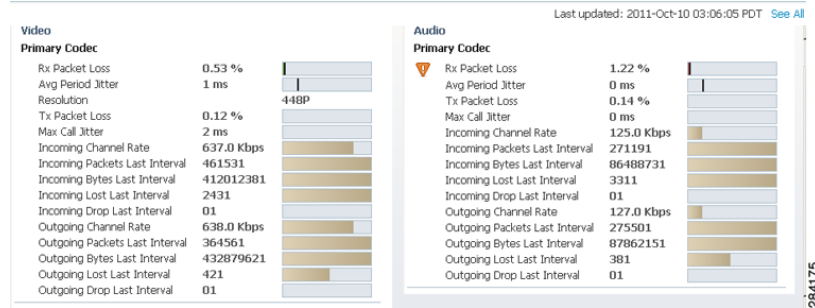 Last updated: 2011-Oct-10 03:06:05 PDT See All
Video
Primary Codec
Rx Packet Loss 0.53 %
Avg Period Jitter 1 ms
Resolution 448P
Tx Packet Loss 0.12 %
Max Call Jitter 2 ms
Incoming Channel Rate 637.0 Kbps
Incoming Packets Last Interval 461531
Incoming Bytes Last Interval 412012381
Incoming Lost Last Interval 2431
Incoming Drop Last Interval 01
Outgoing Channel Rate 638.0 Kbps
Outgoing Packets Last Interval 364561
Outgoing Bytes Last Interval 432879621
Outgoing Lost Last Interval 421
Outgoing Drop Last Interval 01
Audio
Primary Codec
Rx Packet Loss 1.22 %
Avg Period Jitter 0 ms
Tx Packet Loss 0.14 %
Max Call Jitter 0 ms
Incoming Channel Rate 125.0 Kbps
Incoming Packets Last Interval 271191
Incoming Bytes Last Interval 86488731
Incoming Lost Last Interval 3311
Incoming Drop Last Interval 01
Outgoing Channel Rate 127.0 Kbps
Outgoing Packets Last Interval 275501
Outgoing Bytes Last Interval 87862151
Outgoing Lost Last Interval 381
Outgoing Drop Last Interval 01
284175